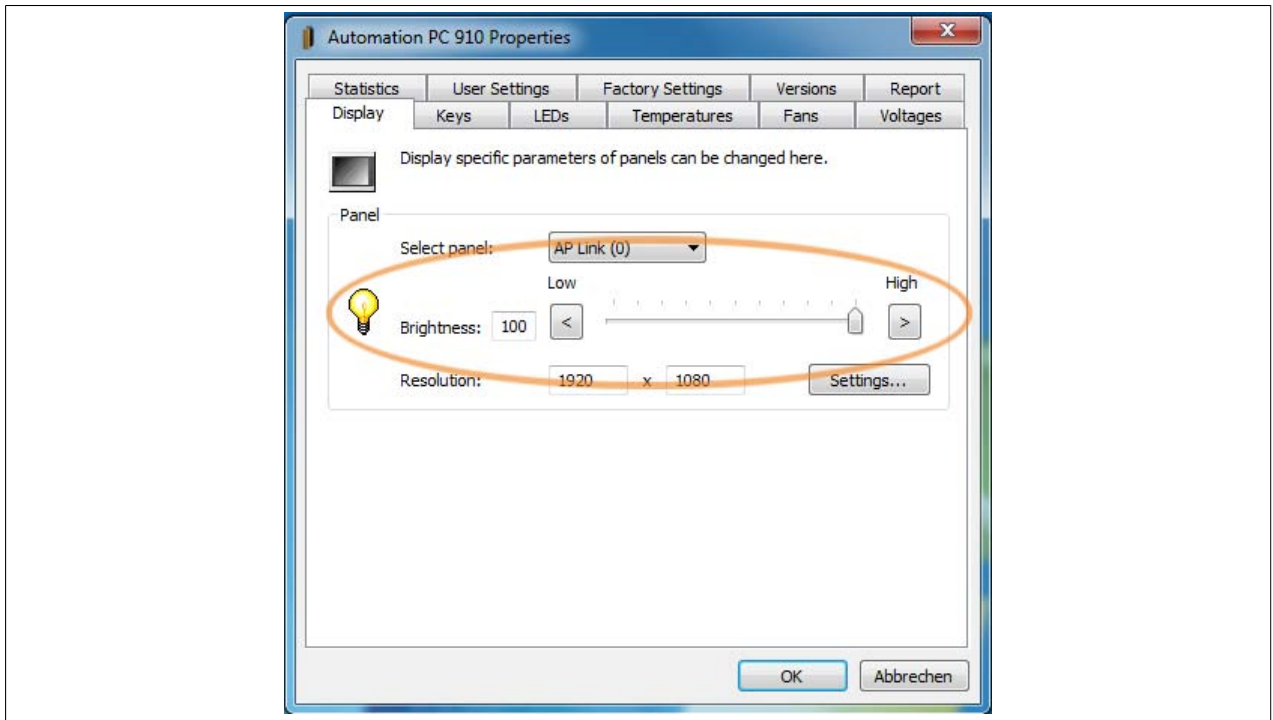 Automation PC 910 Properties
Statistics User Settings Factory Settings Versions Report
Display Keys LEDs Temperatures Fans Voltages
Display specific parameters of panels can be changed here.
Panel
Select panel: AP Link (0)
Low High
Brightness: 100 < >
Resolution: 1920 x 1080 Settings...
OK Abbrechen